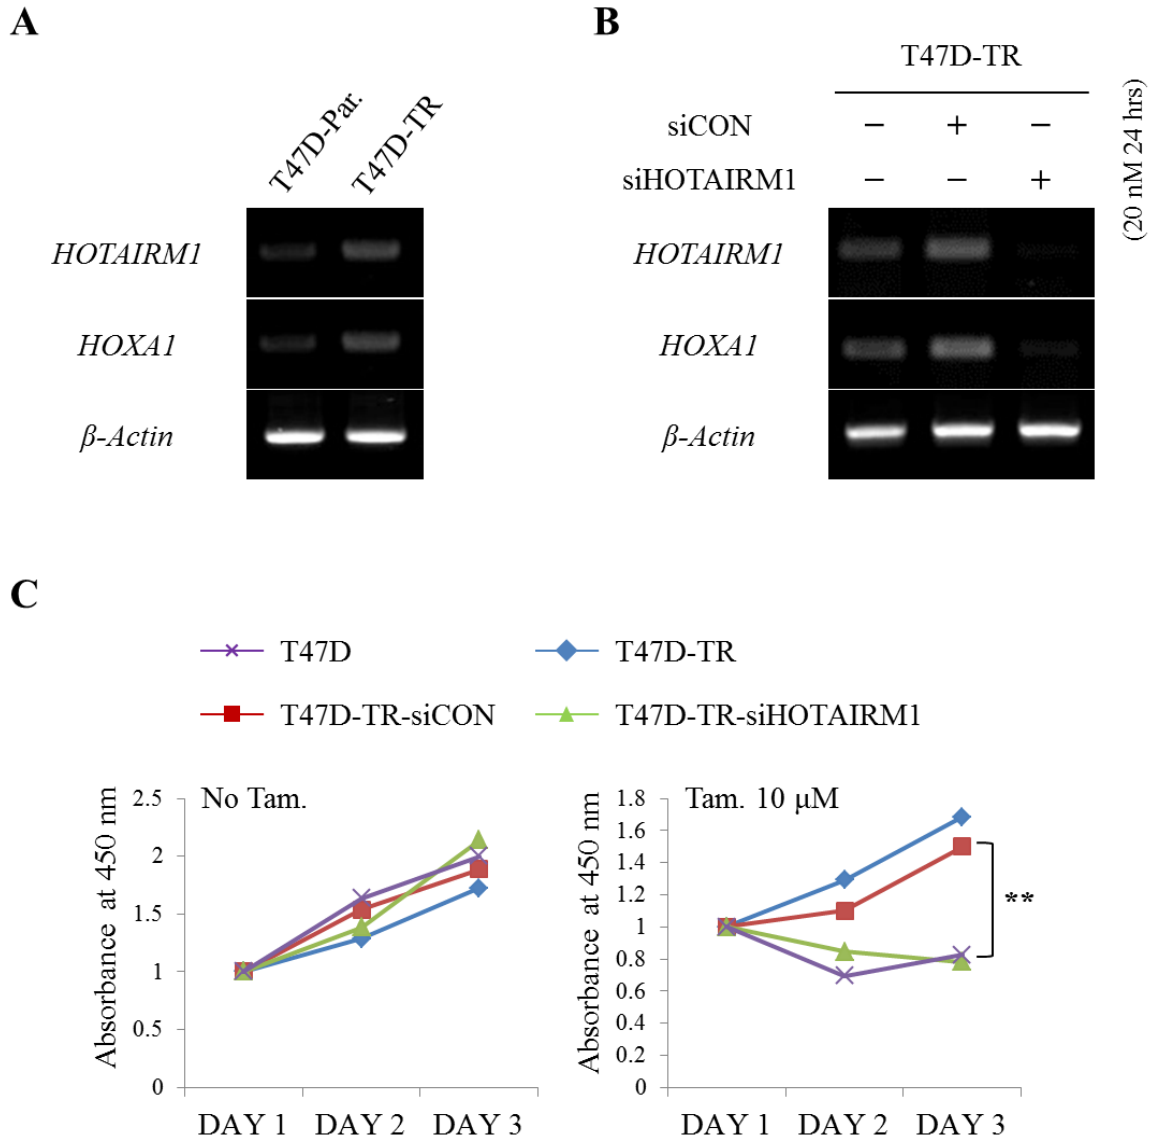 A
B
T47D-Par.
T47D-TR
T47D-TR
siCON − + −
siHOTAIRM1 − − +
(20 nM 24 hrs)
HOTAIRM1
HOXA1
β-Actin
HOTAIRM1
HOXA1
β-Actin
C
T47D
T47D-TR
T47D-TR-siCON
T47D-TR-siHOTAIRM1
No Tam.
Absorbance at 450 nm
2.5
2
1.5
1
0.5
0
DAY 1 DAY 2 DAY 3
Tam. 10 μM
Absorbance at 450 nm
1.8
1.6
1.4
1.2
1
0.8
0.6
0.4
0.2
0
**
DAY 1 DAY 2 DAY 3